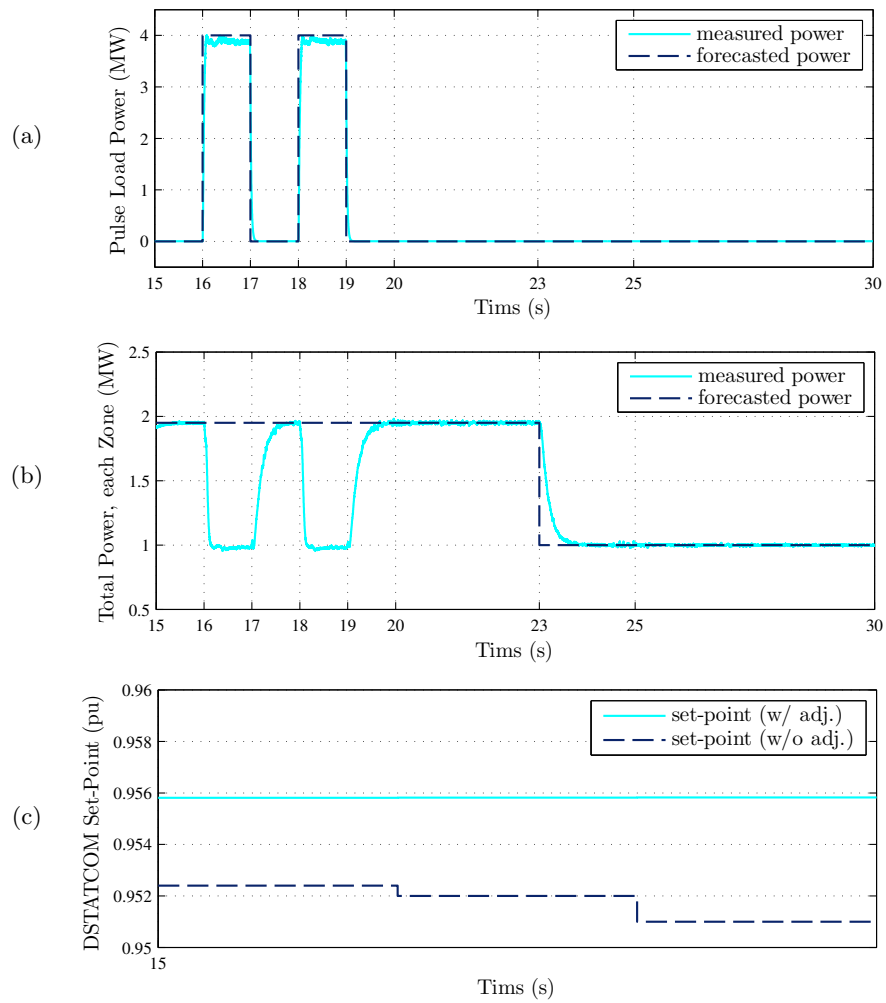 (a)
Pulse Load Power (MW)
4
3
2
1
0
measured power
forecasted power
15 16 17 18 19 20 23 25 30
Tims (s)
(b)
Total Power, each Zone (MW)
2.5
2
1.5
1
0.5
measured power
forecasted power
15 16 17 18 19 20 23 25 30
Tims (s)
(c)
DSTATCOM Set-Point (pu)
0.96
0.958
0.956
0.954
0.952
0.95
set-point (w/ adj.)
set-point (w/o adj.)
15
Tims (s)